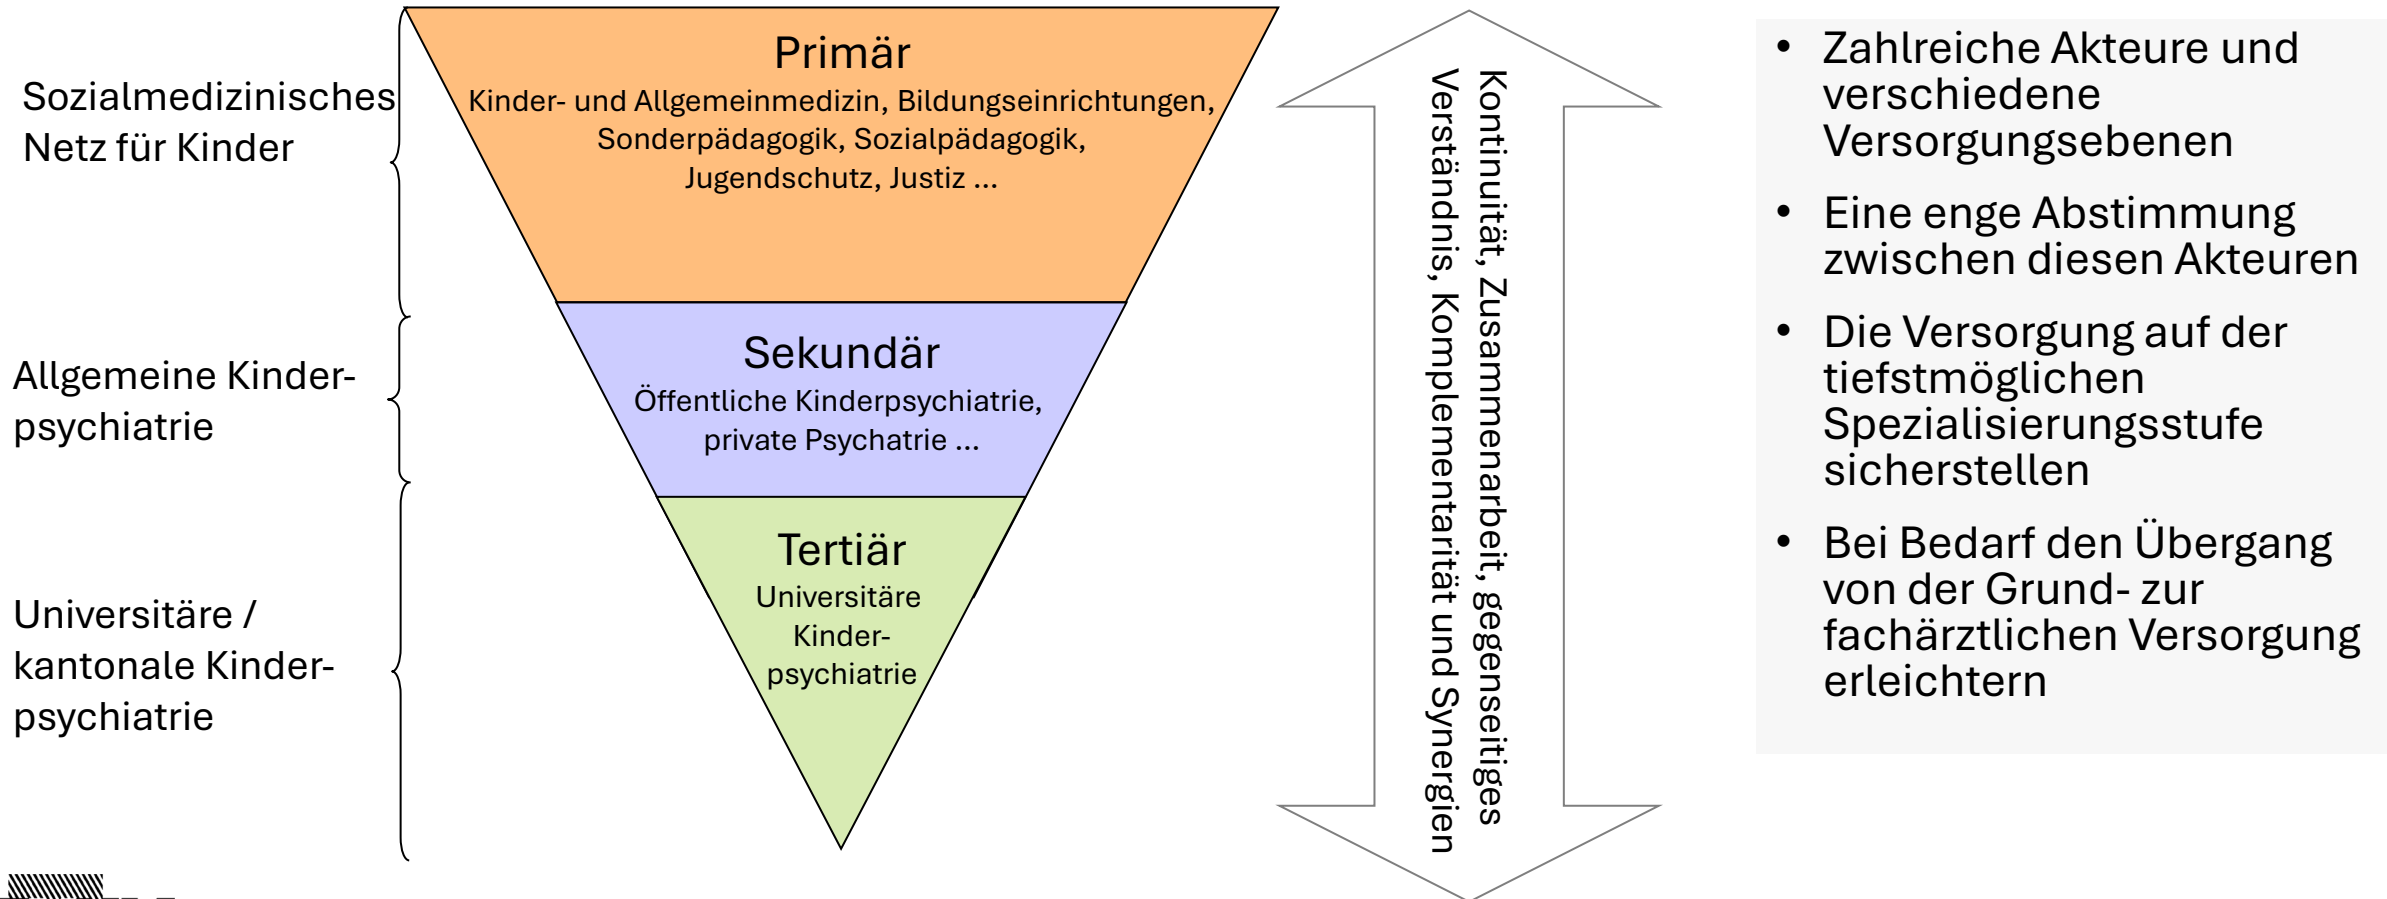 Sozialmedizinisches
Netz für Kinder
Allgemeine Kinder-
psychiatrie
Universitäre /
kantonale Kinder-
psychiatrie
Primär
Kinder- und Allgemeinmedizin, Bildungseinrichtungen,
Sonderpädagogik, Sozialpädagogik,
Jugendschutz, Justiz ...
Sekundär
Öffentliche Kinderpsychiatrie,
private Psychatrie ...
Tertiär
Universitäre
Kinder-
psychiatrie
Kontinuität, Zusammenarbeit, gegenseitiges
Verständnis, Komplementarität und Synergien
• Zahlreiche Akteure und
verschiedene
Versorgungsebenen
• Eine enge Abstimmung
zwischen diesen Akteuren
• Die Versorgung auf der
tiefstmöglichen
Spezialisierungsstufe
sicherstellen
• Bei Bedarf den Übergang
von der Grund- zur
fachärztlichen Versorgung
erleichtern